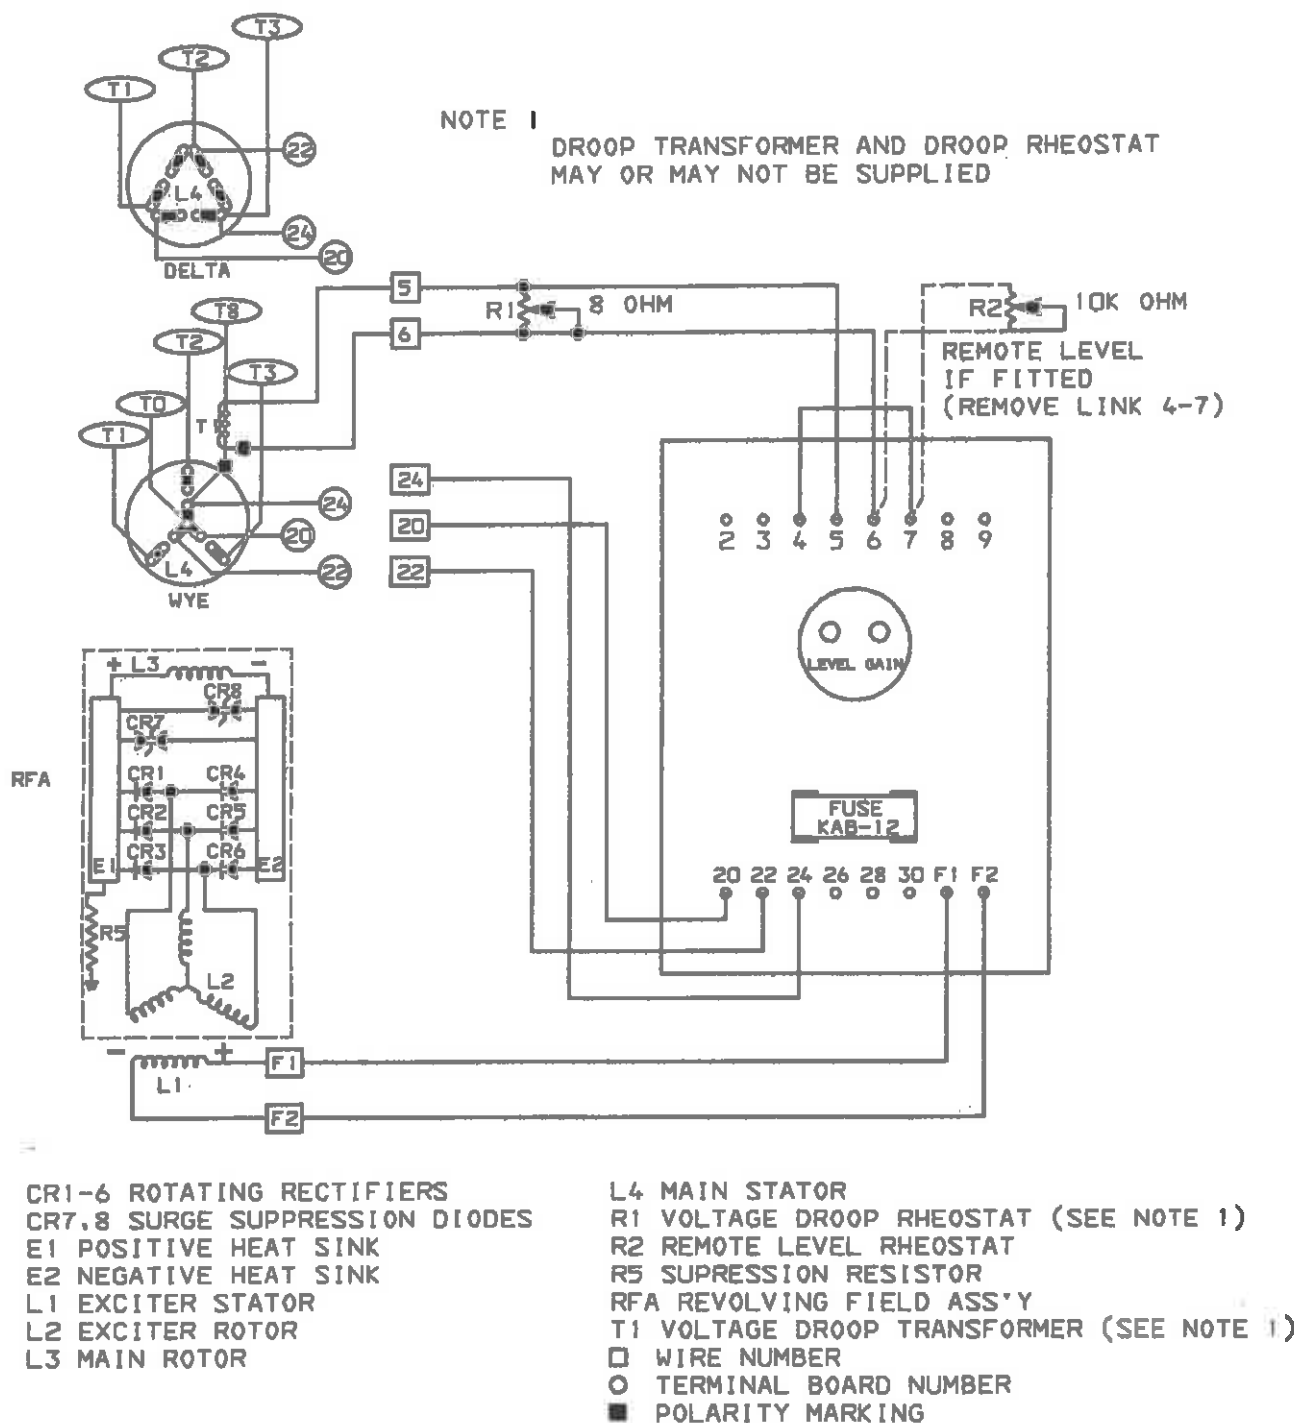 T3
T2
T1
NOTE 1
DROOP TRANSFORMER AND DROOP RHEOSTAT
MAY OR MAY NOT BE SUPPLIED
22
L4
24
20
DELTA
5
R1
8 OHM
R2
10K OHM
6
REMOTE LEVEL
IF FITTED
(REMOVE LINK 4-7)
T8
T2
T3
T0
T1
24
20
22
L4
WYE
24
20
22
2 3 4 5 6 7 8 9
LEVEL GAIN
FUSE
KAB-12
20 22 24 26 28 30 F1 F2
RFA
+ L3 -
CR8
CR7
CR1 CR4
CR2 CR5
CR3 CR6
E1 E2
R5
L2
- +
L1
F1
F2
CR1-6 ROTATING RECTIFIERS
CR7,8 SURGE SUPPRESSION DIODES
E1 POSITIVE HEAT SINK
E2 NEGATIVE HEAT SINK
L1 EXCITER STATOR
L2 EXCITER ROTOR
L3 MAIN ROTOR
L4 MAIN STATOR
R1 VOLTAGE DROOP RHEOSTAT (SEE NOTE 1)
R2 REMOTE LEVEL RHEOSTAT
R5 SUPRESSION RESISTOR
RFA REVOLVING FIELD ASS'Y
T1 VOLTAGE DROOP TRANSFORMER (SEE NOTE 1)
□ WIRE NUMBER
○ TERMINAL BOARD NUMBER
■ POLARITY MARKING